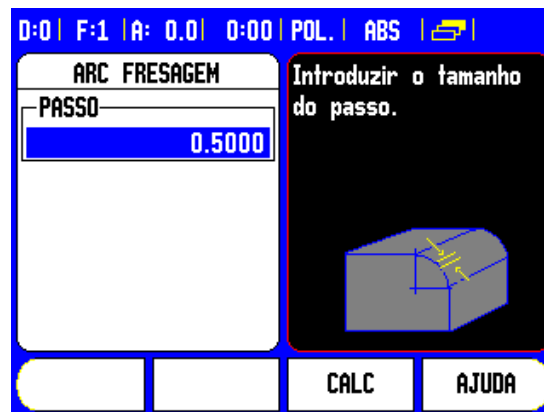 D:0 | F:1 | A: 0.0 | 0:00 | POL. | ABS |
ARC FRESAGEM
PASSO
0.5000
Introduzir o tamanho
do passo.
CALC
AJUDA